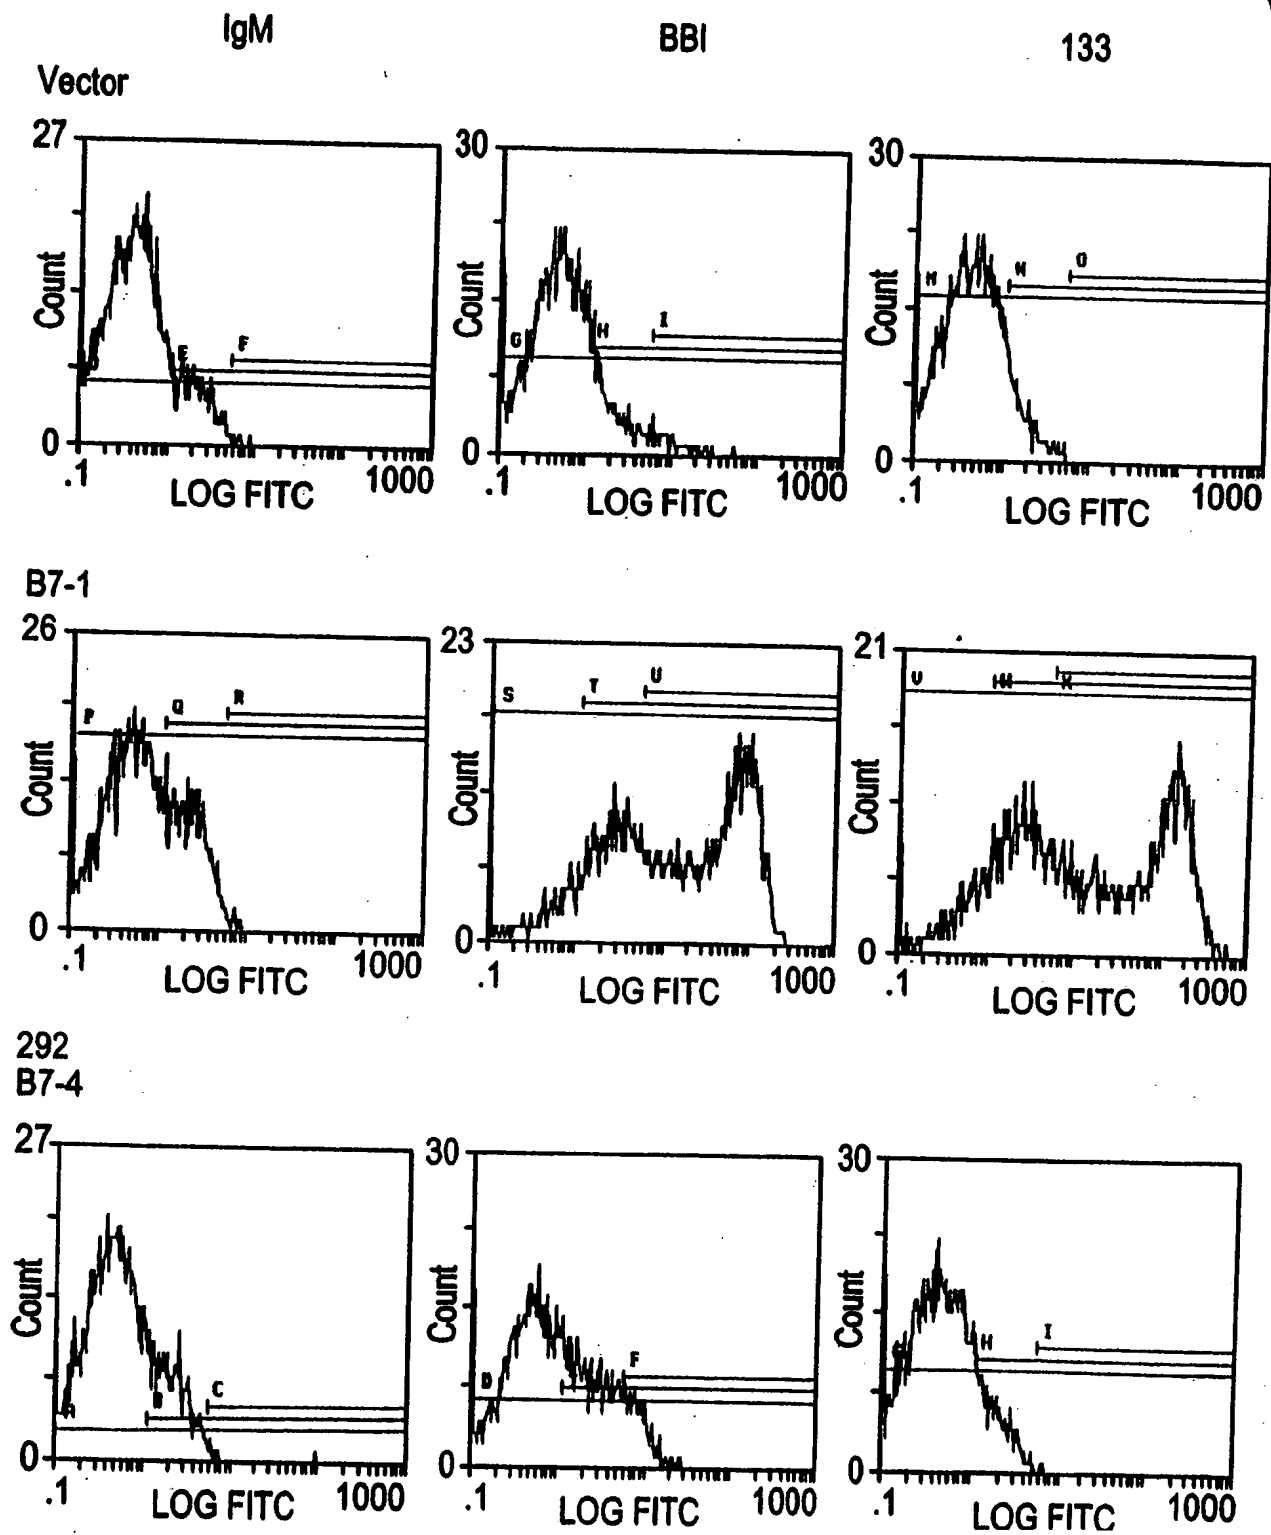 IgM BBI 133
Vector
27 30 30
Count Count Count
E F G H I M N O
0 0 0
.1 1000 .1 1000 .1 1000
LOG FITC LOG FITC LOG FITC
B7-1
26 23 21
Count Count Count
P Q R S T U V W X
0 0 0
.1 1000 .1 1000 .1 1000
LOG FITC LOG FITC LOG FITC
292
B7-4
27 30 30
Count Count Count
C D F H I
0 0 0
.1 1000 .1 1000 .1 1000
LOG FITC LOG FITC LOG FITC